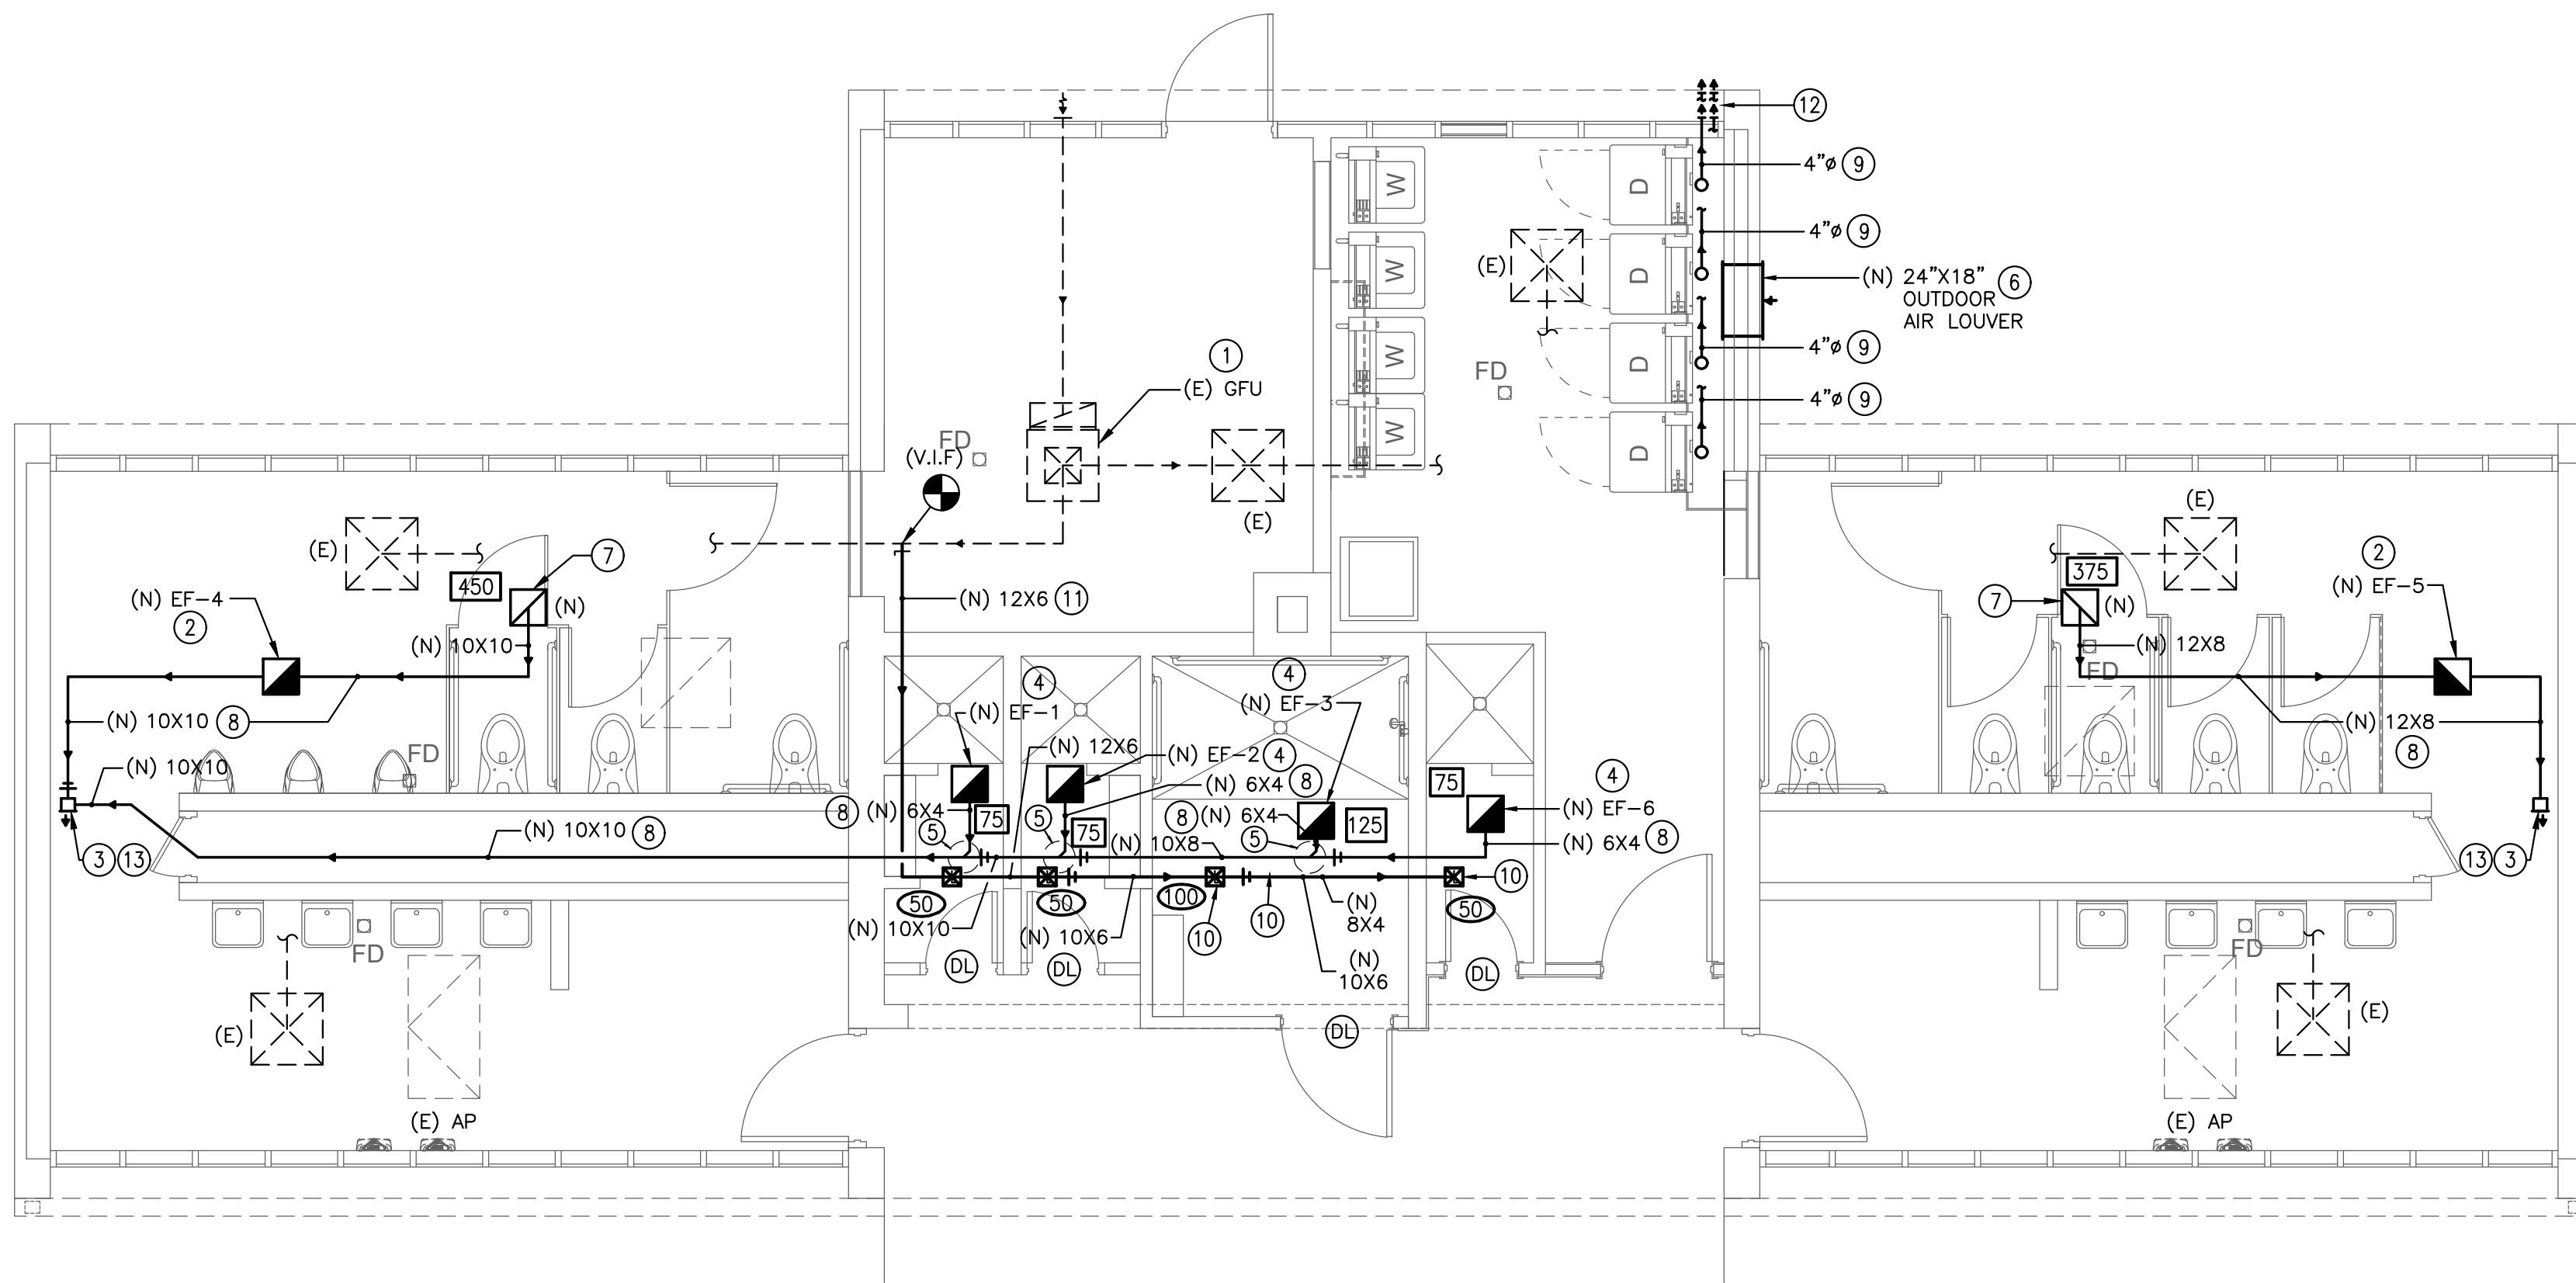 12
4"ø 9
W
D
4"ø 9
(E)
W
D
(N) 24"X18" 6
OUTDOOR
AIR LOUVER
1
(E) GFU
W
D
4"ø 9
FD
4"ø 9
W
D
FD
(V.I.F)
(E)
(E)
(E)
7
450
(N) EF-4
(N)
2
(N) 10X10
(N) 12X6 11
2
375
(N) EF-5
7
(N)
(N) 12X8
FD
4
4
(N) EF-1
(N) EF-3
(N) 10X10 8
(N) 12X8
8
FD
(N) 10X10
(N) 12X6
(N) EF-2 4
(N) 6X4 8
75
4
(N) EF-6
8 (N) 6X4
75
8
(N) 6X4
125
5
5
75
5
(N) 10X10 8
(N) 10X8
(N) 6X4 8
3 13
13 3
10
50
50
100
50
(N) 10X10
(N) 10X6
10
10
(N)
8X4
(N)
10X6
FD
FD
DL
DL
DL
DL
(E)
(E)
(E) AP
(E) AP